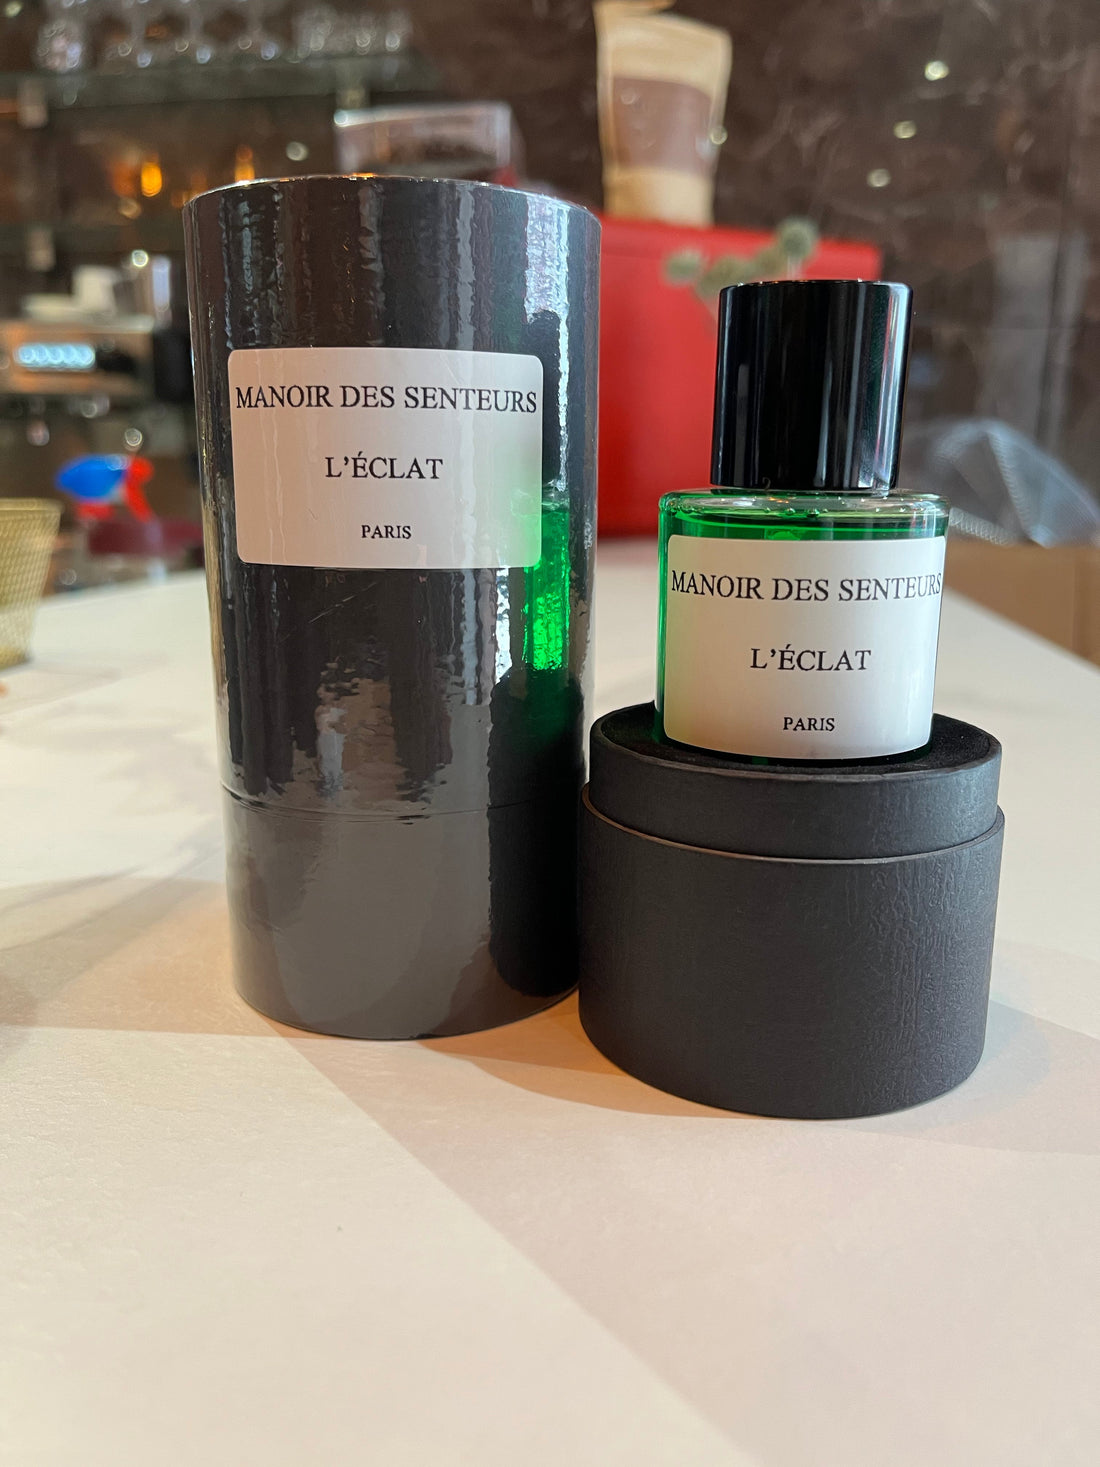 MANOIR DES SENTEURS
L'ÉCLAT
PARIS
MANOIR DES SENTEURS
L'ÉCLAT
PARIS